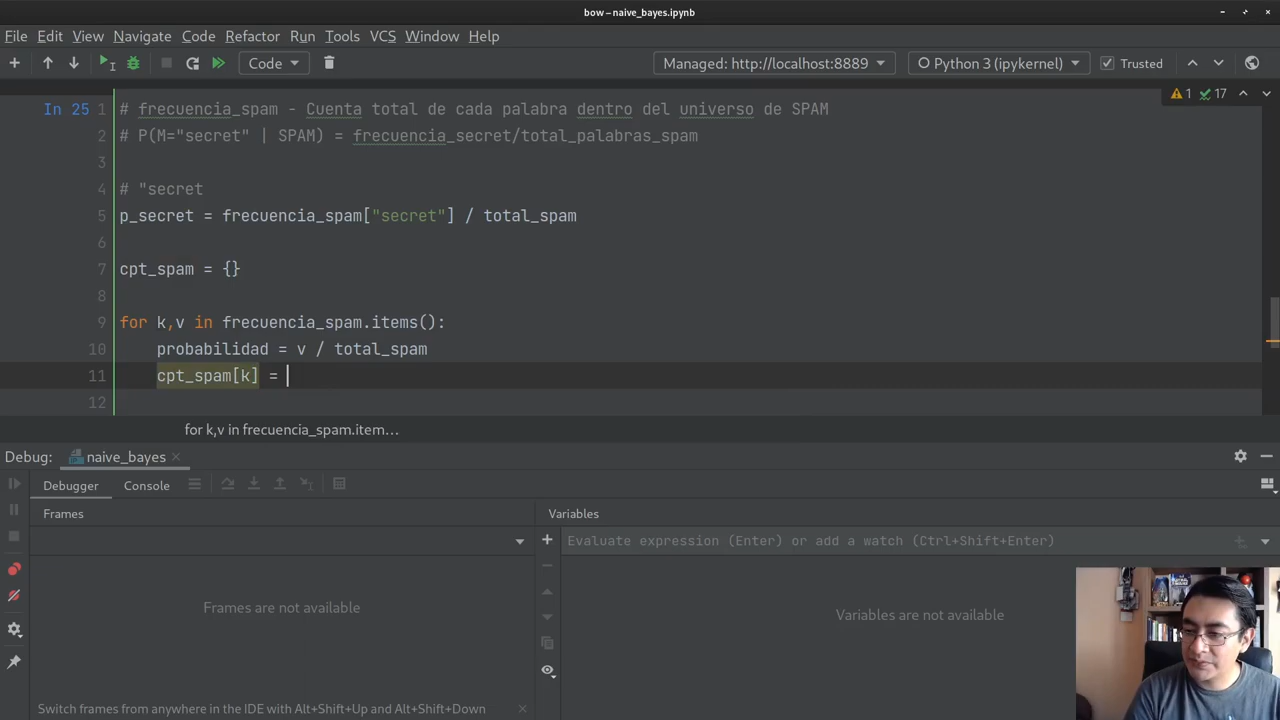 bow – naive_bayes.ipynb
File Edit View Navigate Code Refactor Run Tools VCS Window Help
Code Managed: http://localhost:8889 Python 3 (ipykernel) Trusted
1 17
In 25 1 # frecuencia_spam - Cuenta total de cada palabra dentro del universo de SPAM
2 # P(M="secret" | SPAM) = frecuencia_secret/total_palabras_spam
3
4 # "secret
5 p_secret = frecuencia_spam["secret"] / total_spam
6
7 cpt_spam = {}
8
9 for k,v in frecuencia_spam.items():
10 probabilidad = v / total_spam
11 cpt_spam[k] =
12
for k,v in frecuencia_spam.item...
Debug: naive_bayes
Debugger Console
Frames Variables
Evaluate expression (Enter) or add a watch (Ctrl+Shift+Enter)
Frames are not available Variables are not available
Switch frames from anywhere in the IDE with Alt+Shift+Up and Alt+Shift+Down